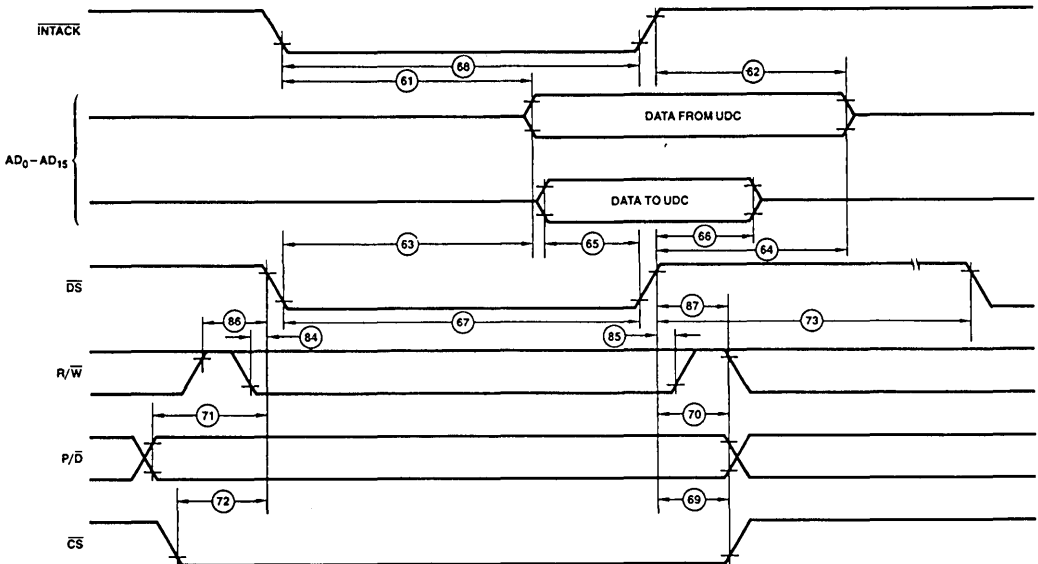 INTACK
68
61
62
DATA FROM UDC
AD0–AD15
DATA TO UDC
63
65
66
64
DS
87
86
84
67
85
73
R/W
71
70
P/D
72
69
CS